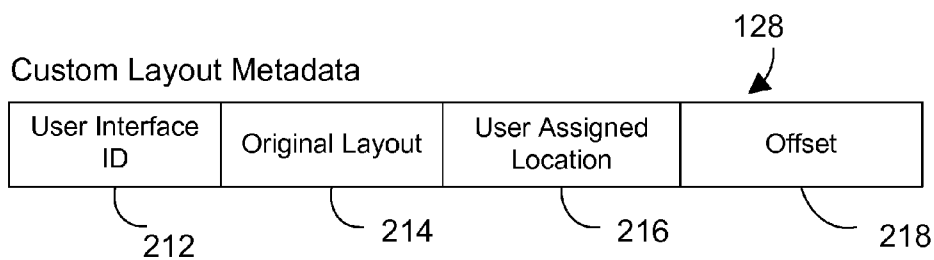 128
Custom Layout Metadata
User Interface
ID
Original Layout
User Assigned
Location
Offset
212
214
216
218